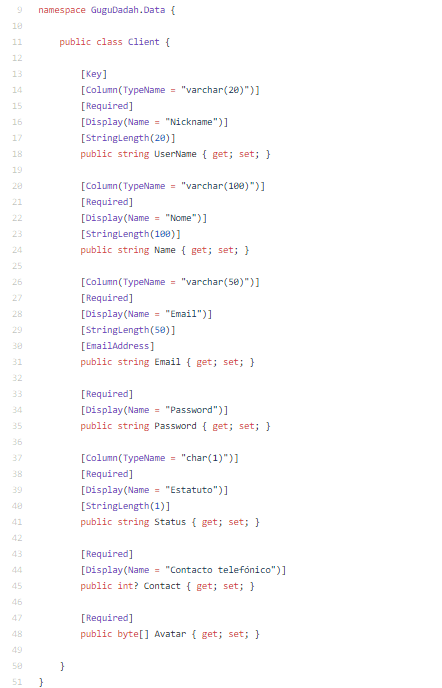 9 namespace GuguDadah.Data {
10
11     public class Client {
12
13         [Key]
14         [Column(TypeName = "varchar(20)")]
15         [Required]
16         [Display(Name = "Nickname")]
17         [StringLength(20)]
18         public string UserName { get; set; }
19
20         [Column(TypeName = "varchar(100)")]
21         [Required]
22         [Display(Name = "Nome")]
23         [StringLength(100)]
24         public string Name { get; set; }
25
26         [Column(TypeName = "varchar(50)")]
27         [Required]
28         [Display(Name = "Email")]
29         [StringLength(50)]
30         [EmailAddress]
31         public string Email { get; set; }
32
33         [Required]
34         [Display(Name = "Password")]
35         public string Password { get; set; }
36
37         [Column(TypeName = "char(1)")]
38         [Required]
39         [Display(Name = "Estatuto")]
40         [StringLength(1)]
41         public string Status { get; set; }
42
43         [Required]
44         [Display(Name = "Contacto telefónico")]
45         public int? Contact { get; set; }
46
47         [Required]
48         public byte[] Avatar { get; set; }
49
50     }
51 }